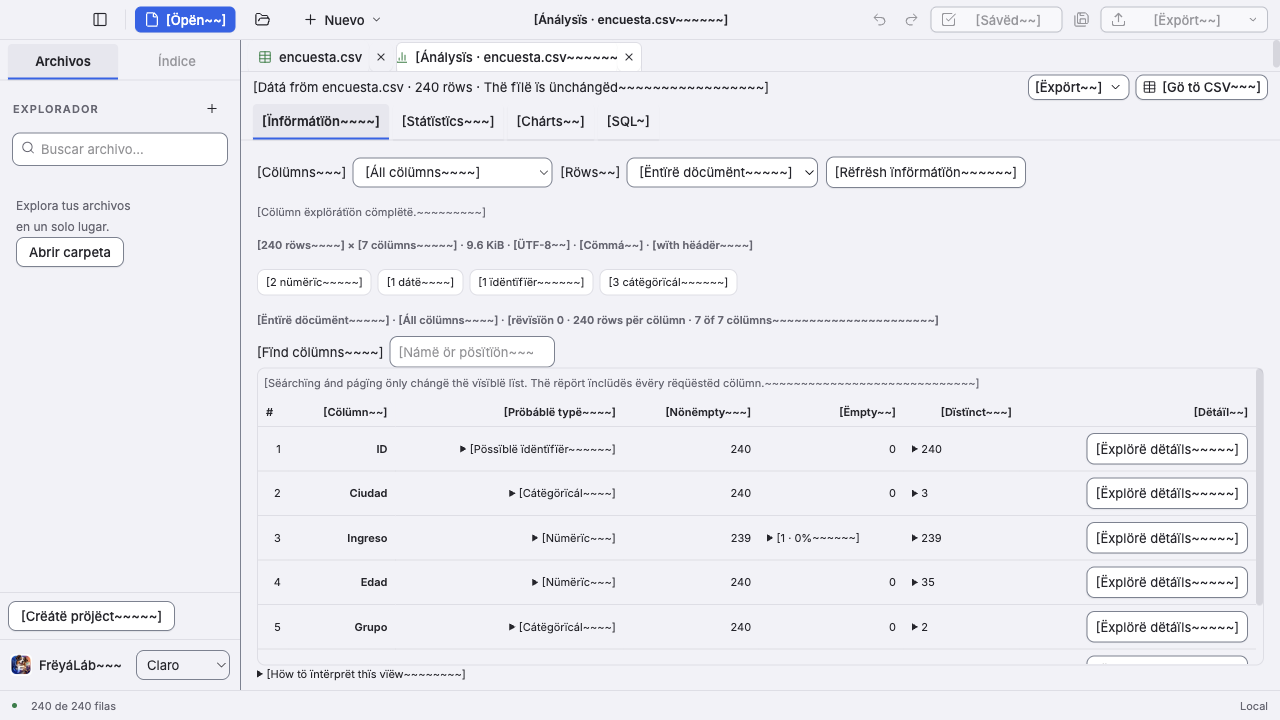 [Öpën~~]
Nuevo
[Ánálysïs · encuesta.csv~~~~~~]
[Sávëd~~]
[Ëxpört~~]
Archivos
Índice
EXPLORADOR
Buscar archivo...
Explora tus archivos
en un solo lugar.
Abrir carpeta
[Crëátë pröjëct~~~~~]
FrëyáLáb~~~
Claro
encuesta.csv
[Ánálysïs · encuesta.csv~~~~~~
[Dátá fröm encuesta.csv · 240 röws · Thë fïlë ïs ünchángëd~~~~~~~~~~~~~~~~~]
[Ëxpört~~]
[Gö tö CSV~~~]
[Ïnförmátïön~~~~]
[Státïstïcs~~~]
[Chárts~~]
[SQL~]
[Cölümns~~~]
[Áll cölümns~~~~]
[Röws~~]
[Ëntïrë döcümënt~~~~~]
[Rëfrësh ïnförmátïön~~~~~~]
[Cölümn ëxplörátïön cömplëtë.~~~~~~~~~]
[240 röws~~~~] × [7 cölümns~~~~~] · 9.6 KiB · [ÜTF-8~~] · [Cömmá~~] · [wïth hëádër~~~~]
[2 nümërïc~~~~~]
[1 dátë~~~~]
[1 ïdëntïfïër~~~~~~]
[3 cátëgörïcál~~~~~~]
[Ëntïrë döcümënt~~~~~] · [Áll cölümns~~~~] · [rëvïsïön 0 · 240 röws për cölümn · 7 öf 7 cölümns~~~~~~~~~~~~~~~~~~~~~~]
[Fïnd cölümns~~~~]
[Námë ör pösïtïön~~~
[Sëárchïng ánd págïng önly chángë thë vïsïblë lïst. Thë rëpört ïnclüdës ëvëry rëqüëstëd cölümn.~~~~~~~~~~~~~~~~~~~~~~~~~~~~~]
# [Cölümn~~] [Pröbáblë typë~~~~] [Nönëmpty~~~] [Ëmpty~~] [Dïstïnct~~~] [Dëtáïl~~]
1 ID [Pössïblë ïdëntïfïër~~~~~~] 240 0 240 [Ëxplörë dëtáïls~~~~~]
2 Ciudad [Cátëgörïcál~~~~] 240 0 3 [Ëxplörë dëtáïls~~~~~]
3 Ingreso [Nümërïc~~~] 239 [1 · 0%~~~~~~] 239 [Ëxplörë dëtáïls~~~~~]
4 Edad [Nümërïc~~~] 240 0 35 [Ëxplörë dëtáïls~~~~~]
5 Grupo [Cátëgörïcál~~~~] 240 0 2 [Ëxplörë dëtáïls~~~~~]
[Höw tö ïntërprët thïs vïëw~~~~~~~~]
240 de 240 filas
Local